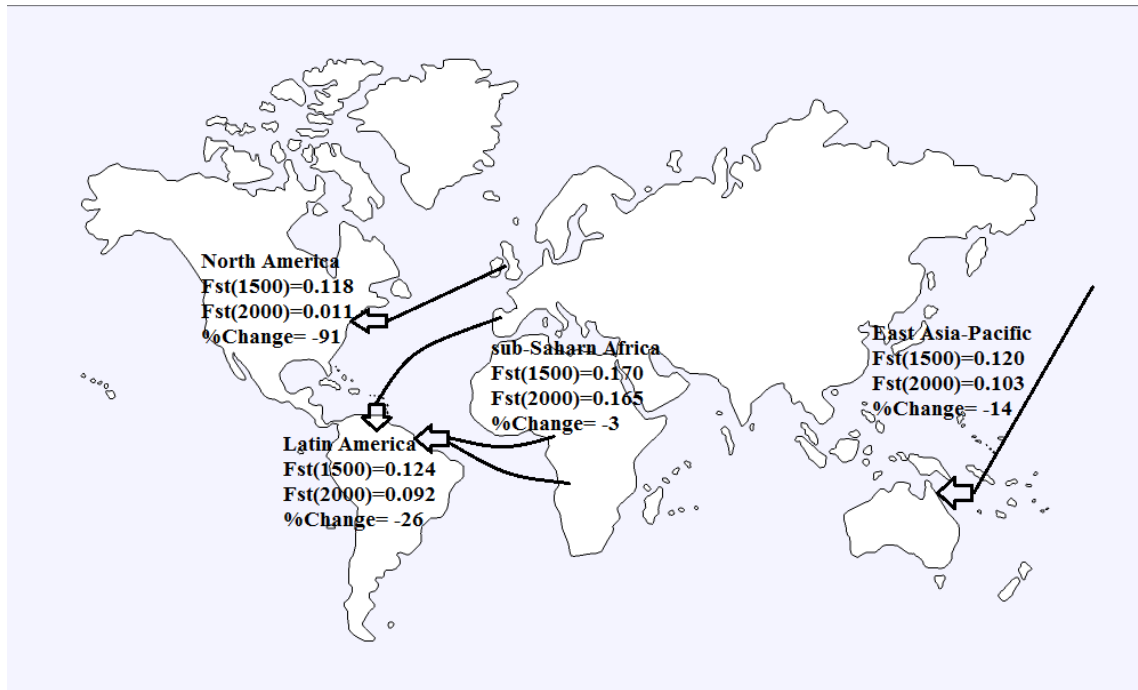 North America
Fst(1500)=0.118
Fst(2000)=0.011
%Change= -91
sub-Saharn Africa
Fst(1500)=0.170
Fst(2000)=0.165
%Change= -3
East Asia-Pacific
Fst(1500)=0.120
Fst(2000)=0.103
%Change= -14
Latin America
Fst(1500)=0.124
Fst(2000)=0.092
%Change= -26